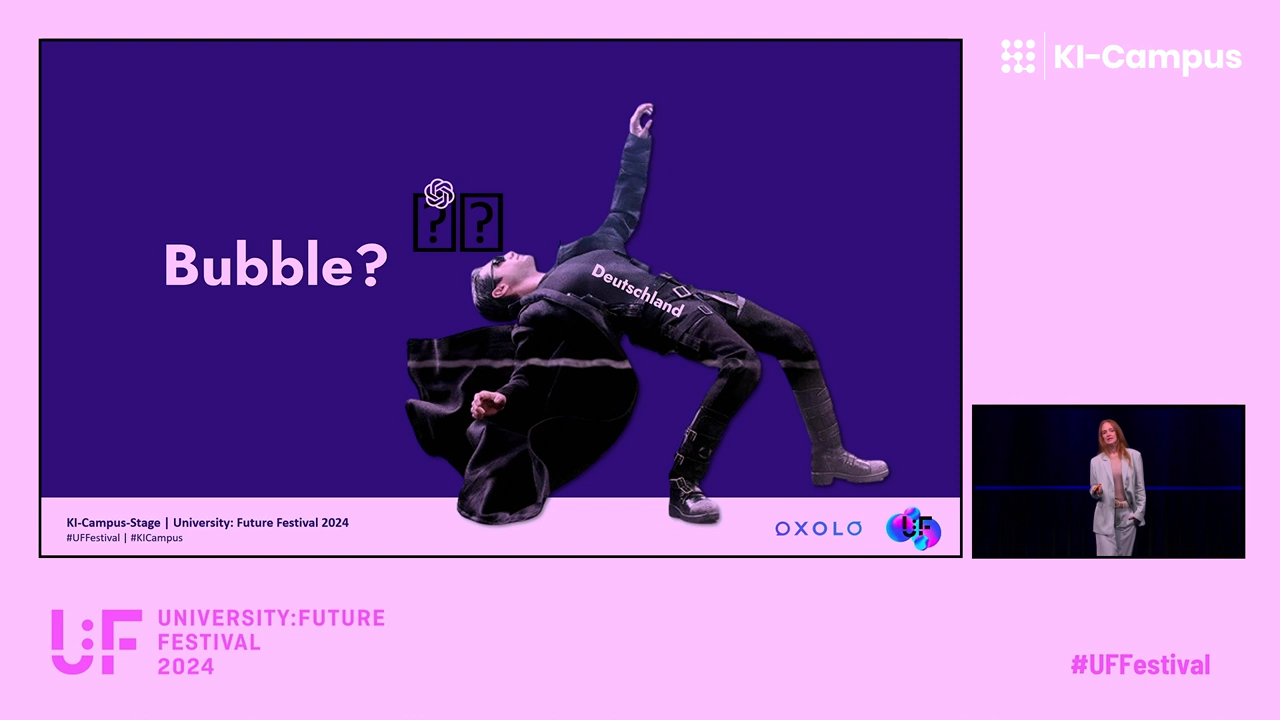 KI-Campus
Bubble?
??
Deutschland
KI-Campus-Stage | University: Future Festival 2024
#UFFestival | #KICampus
OXOLO
U:F
U:F
UNIVERSITY:FUTURE
FESTIVAL
2024
#UFFestival